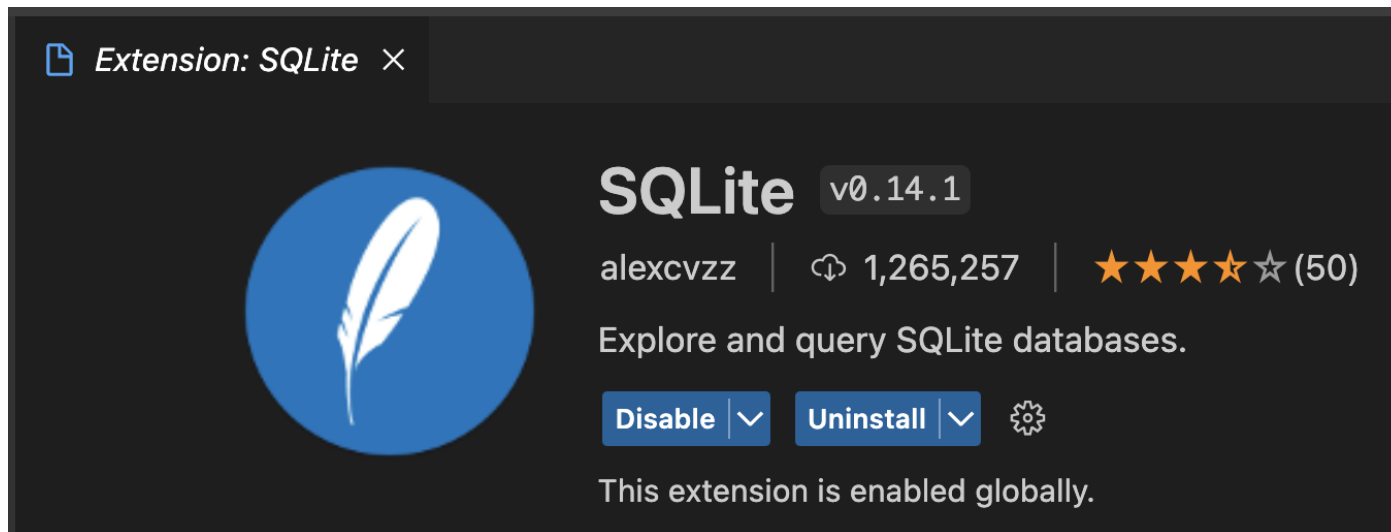 Extension: SQLite
SQLite v0.14.1
alexcvzz 1,265,257 (50)
Explore and query SQLite databases.
Disable Uninstall
This extension is enabled globally.